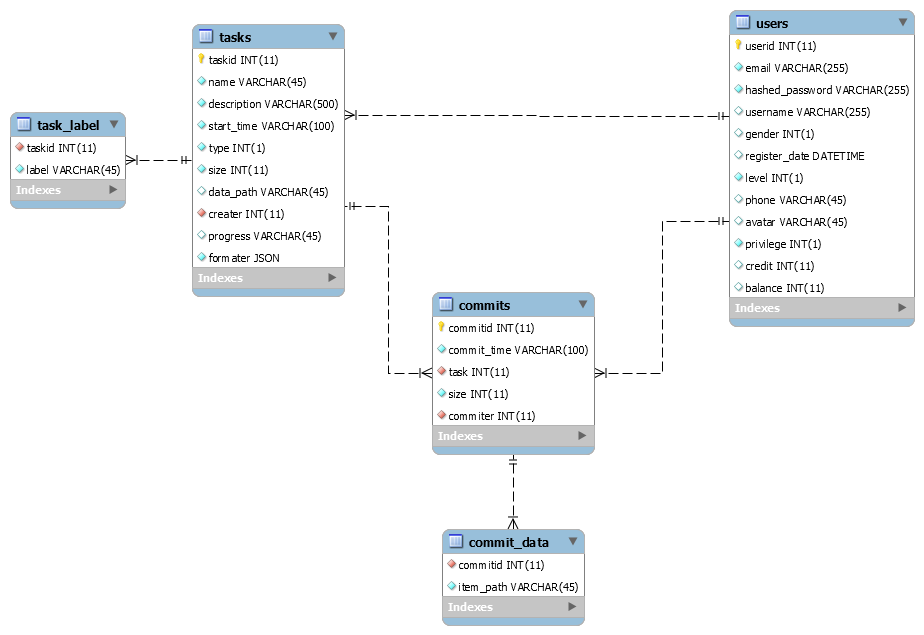 tasks
taskid INT(11)
name VARCHAR(45)
description VARCHAR(500)
start_time VARCHAR(100)
type INT(1)
size INT(11)
data_path VARCHAR(45)
creater INT(11)
progress VARCHAR(45)
formater JSON
Indexes
users
userid INT(11)
email VARCHAR(255)
hashed_password VARCHAR(255)
username VARCHAR(255)
gender INT(1)
register_date DATETIME
level INT(1)
phone VARCHAR(45)
avatar VARCHAR(45)
privilege INT(1)
credit INT(11)
balance INT(11)
Indexes
task_label
taskid INT(11)
label VARCHAR(45)
Indexes
commits
commitid INT(11)
commit_time VARCHAR(100)
task INT(11)
size INT(11)
commiter INT(11)
Indexes
commit_data
commitid INT(11)
item_path VARCHAR(45)
Indexes